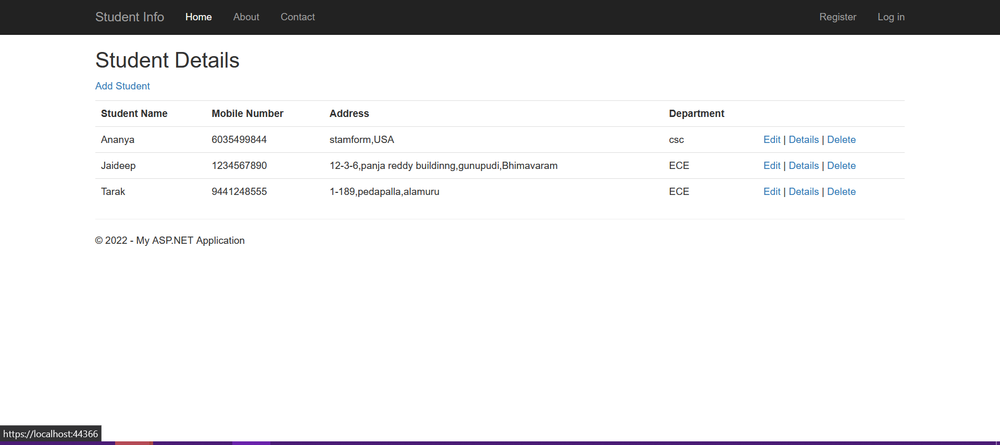 Student Info Home About Contact Register Log in
Student Details
Add Student
Student Name Mobile Number Address Department
Ananya 6035499844 stamform,USA csc Edit | Details | Delete
Jaideep 1234567890 12-3-6,panja reddy buildinng,gunupudi,Bhimavaram ECE Edit | Details | Delete
Tarak 9441248555 1-189,pedapalla,alamuru ECE Edit | Details | Delete
© 2022 - My ASP.NET Application
https://localhost:44366